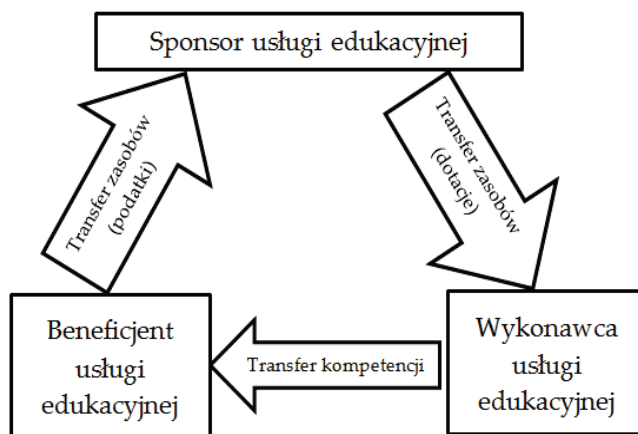 Sponsor usługi edukacyjnej
Transfer zasobów
(podatki)
Transfer zasobów
(dotacje)
Beneficjent
usługi
edukacyjnej
Transfer kompetencji
Wykonawca
usługi
edukacyjnej